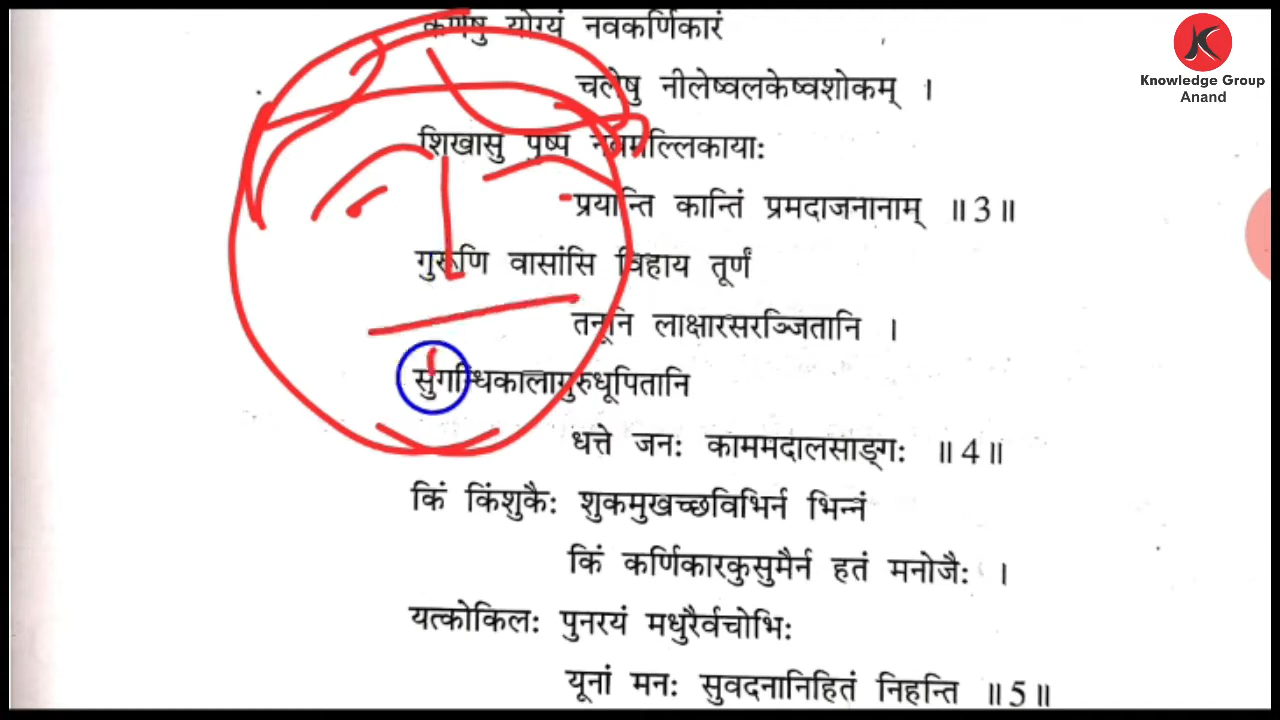 कर्णेषु योग्यं नवकर्णिकारं
चलेषु नीलेष्वलकेष्वशोकम् ।
शिखासु पुष्प नवमल्लिकायाः
प्रयान्ति कान्तिं प्रमदाजनानाम् ॥3॥
गुरूणि वासांसि विहाय तूर्णं
तनूनि लाक्षारसरञ्जितानि ।
सुगन्धिकालागुरुधूपितानि
धत्ते जनः काममदालसाङ्गः ॥4॥
किं किंशुकैः शुकमुखच्छविभिर्न भिन्नं
किं कर्णिकारकुसुमैर्न हतं मनोजैः ।
यत्कोकिलः पुनरयं मधुरैर्वचोभिः
यूनां मनः सुवदनानिहितं निहन्ति ॥5॥
Knowledge Group
Anand